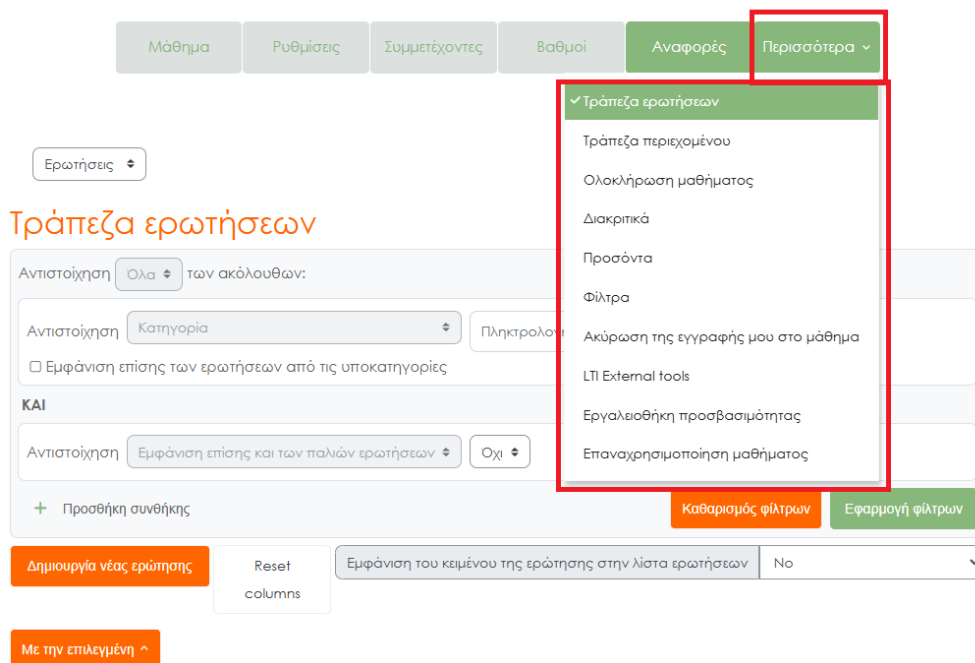 Μάθημα
Ρυθμίσεις
Συμμετέχοντες
Βαθμοί
Αναφορές
Περισσότερα
Τράπεζα ερωτήσεων
Τράπεζα περιεχομένου
Ολοκλήρωση μαθήματος
Διακριτικά
Προσόντα
Φίλτρα
Ακύρωση της εγγραφής μου στο μάθημα
LTI External tools
Εργαλειοθήκη προσβασιμότητας
Επαναχρησιμοποίηση μαθήματος
Ερωτήσεις
Τράπεζα ερωτήσεων
Αντιστοίχηση Όλα των ακόλουθων:
Αντιστοίχηση Κατηγορία
Εμφάνιση επίσης των ερωτήσεων από τις υποκατηγορίες
ΚΑΙ
Αντιστοίχηση Εμφάνιση επίσης και των παλιών ερωτήσεων Όχι
+ Προσθήκη συνθήκης
Καθαρισμός φίλτρων
Εφαρμογή φίλτρων
Δημιουργία νέας ερώτησης
Reset
columns
Εμφάνιση του κειμένου της ερώτησης στην λίστα ερωτήσεων No
Με την επιλεγμένη